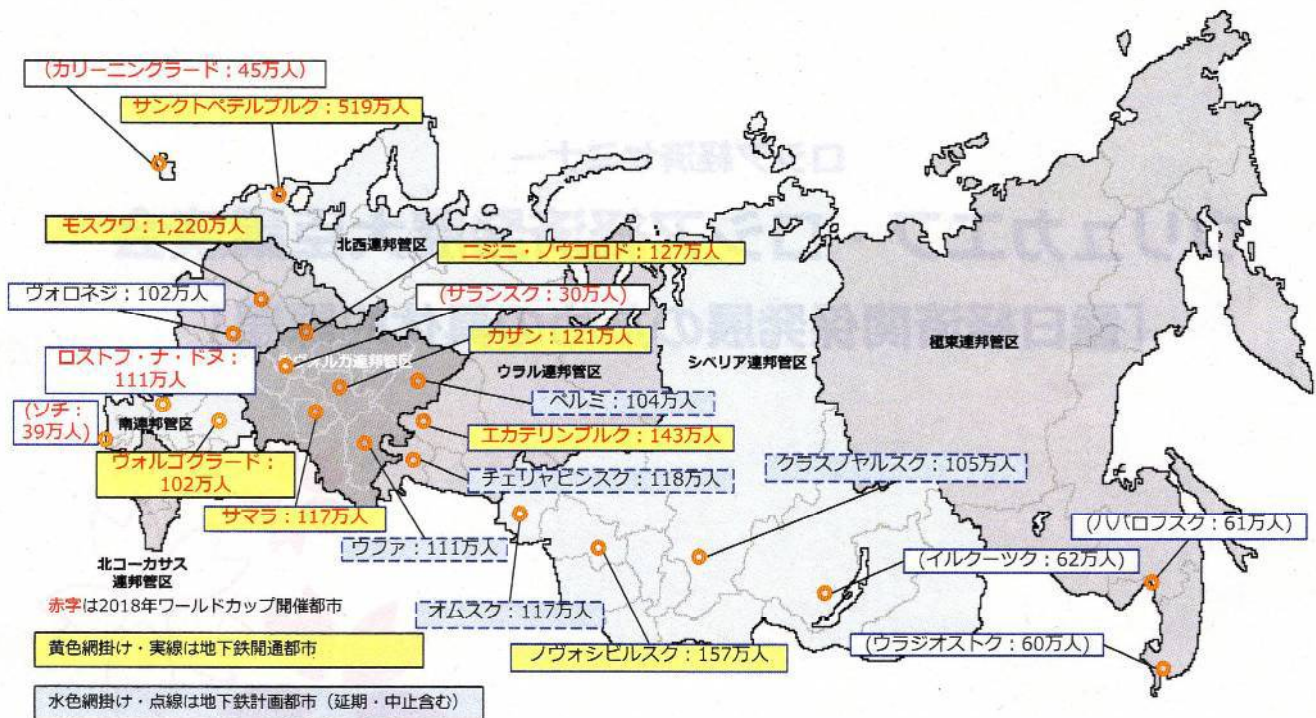 (カリーニングラード：45万人)
サンクトペテルブルク：519万人
モスクワ：1,220万人
北西連邦管区
ニジニ・ノヴゴロド：127万人
ヴォロネジ：102万人
(サランスク：30万人)
カザン：121万人
極東連邦管区
ロストフ・ナ・ドヌ：
111万人
ヴォルガ連邦管区
ウラル連邦管区
シベリア連邦管区
ペルミ：104万人
(ソチ：
39万人)
南連邦管区
エカテリンブルク：143万人
ヴォルゴグラード：
102万人
チェリャビンスク：118万人
クラスノヤルスク：105万人
サマラ：117万人
(ハバロフスク：61万人)
ウファ：111万人
(イルクーツク：62万人)
北コーカサス
連邦管区
赤字は2018年ワールドカップ開催都市
オムスク：117万人
黄色網掛け・実線は地下鉄開通都市
ノヴォシビルスク：157万人
(ウラジオストク：60万人)
水色網掛け・点線は地下鉄計画都市（延期・中止含む）